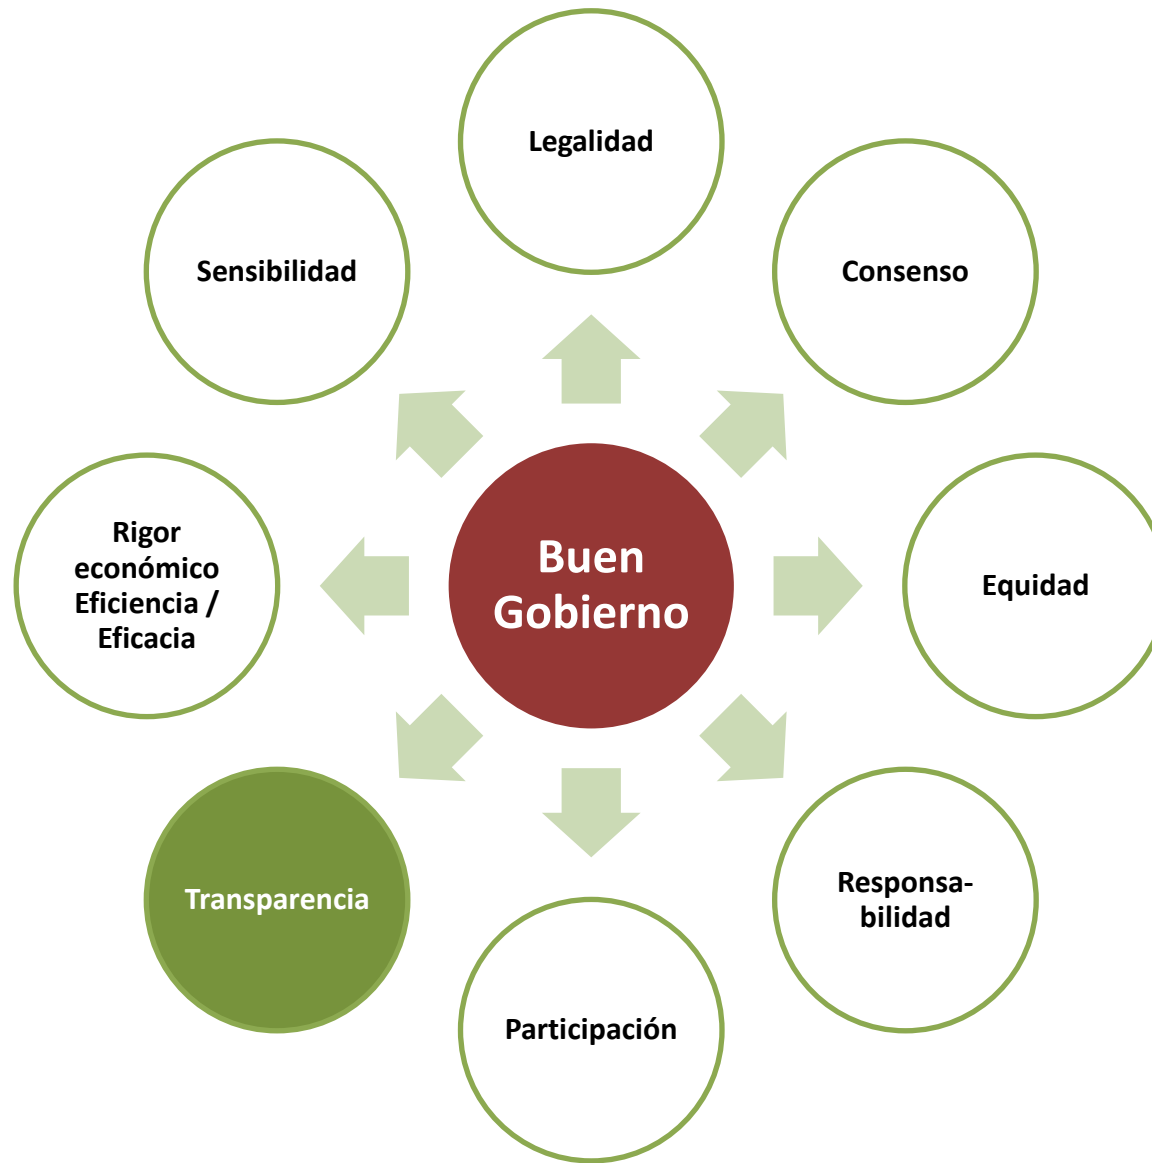 Legalidad
Sensibilidad
Consenso
Rigor
económico
Eficiencia /
Eficacia
Buen
Gobierno
Equidad
Transparencia
Responsa-
bilidad
Participación